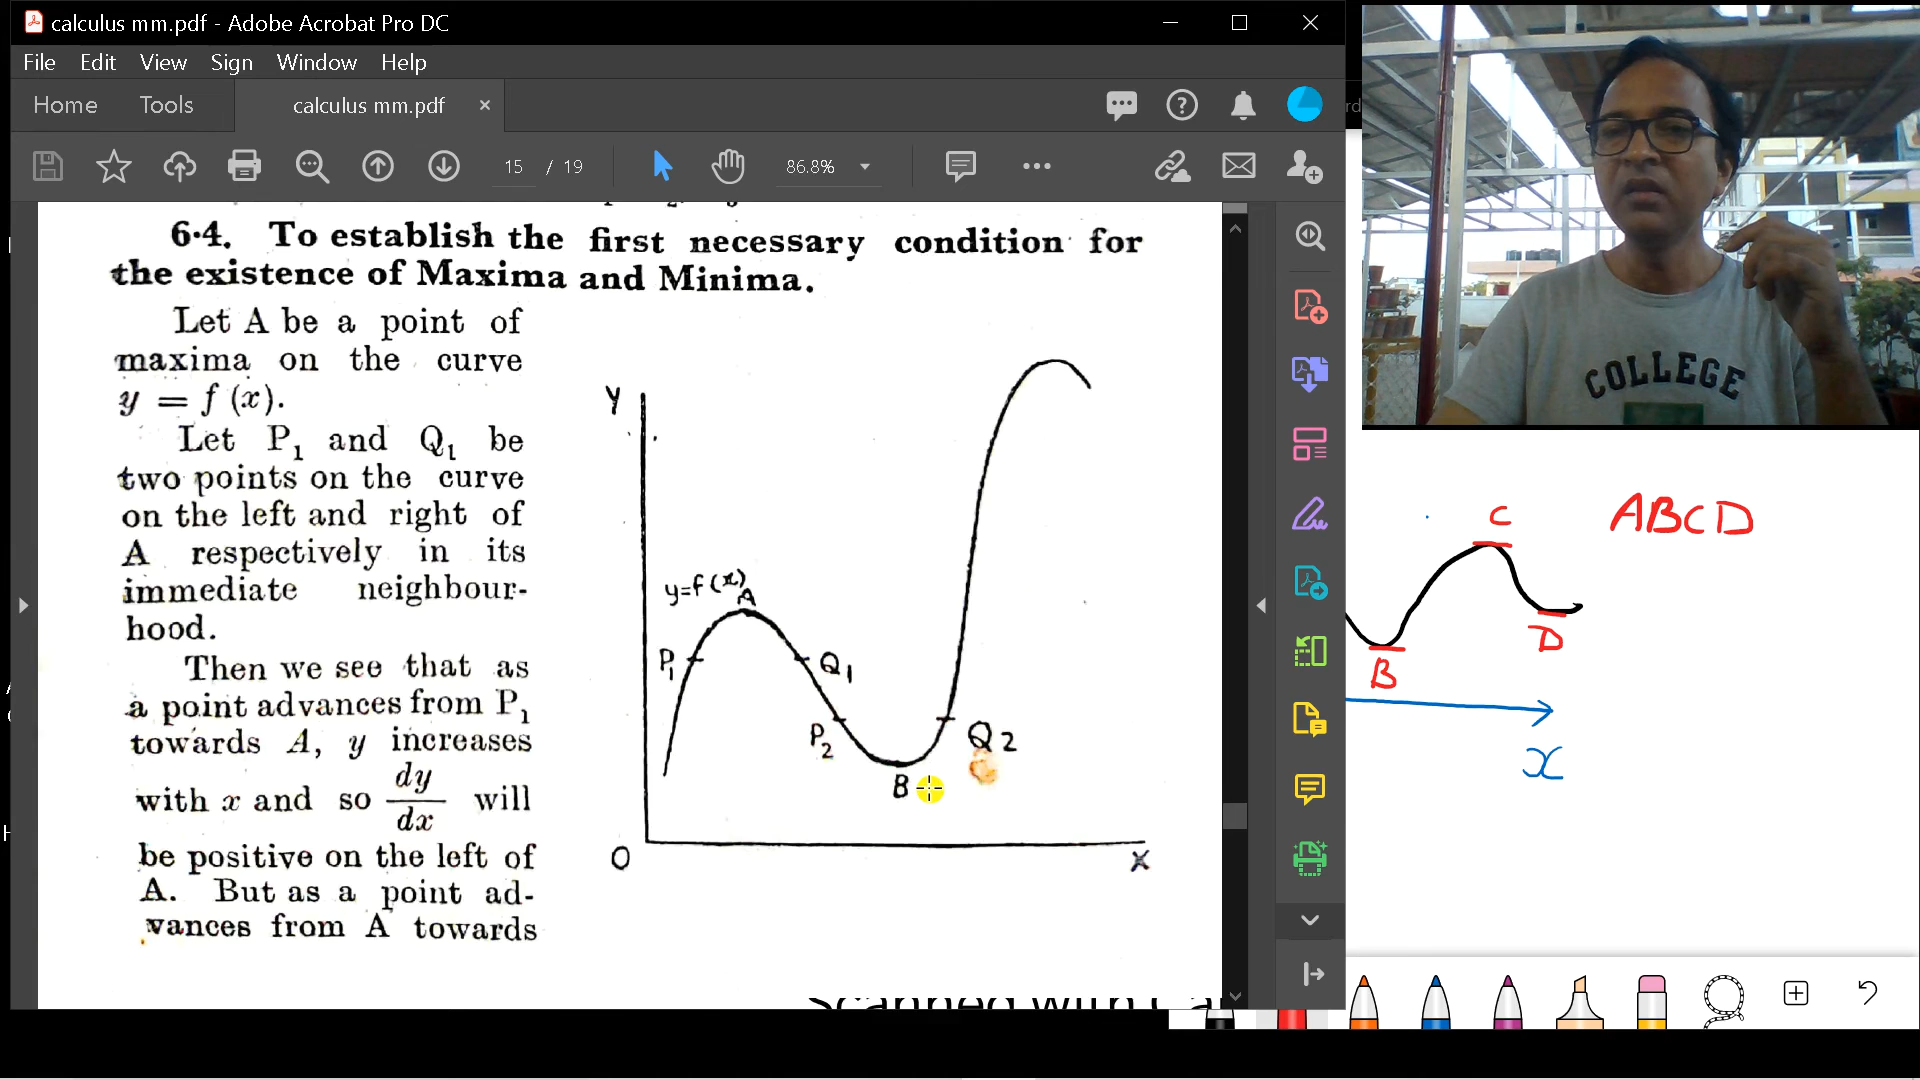 calculus mm.pdf - Adobe Acrobat Pro DC
File Edit View Sign Window Help
Home Tools calculus mm.pdf
15 / 19 86.8%
6·4. To establish the first necessary condition for
the existence of Maxima and Minima.
Let A be a point of
maxima on the curve
y = f (x).
Let P₁ and Q₁ be
two points on the curve
on the left and right of
A respectively in its
immediate neighbour-
hood.
Then we see that as
a point advances from P₁
towards A, y increases
with x and so dy/dx will
be positive on the left of
A. But as a point ad-
vances from A towards
Y
y=f(x)
A
P₁
Q₁
P₂
Q2
B
O
X
COLLEGE
C
ABCD
B
D
x